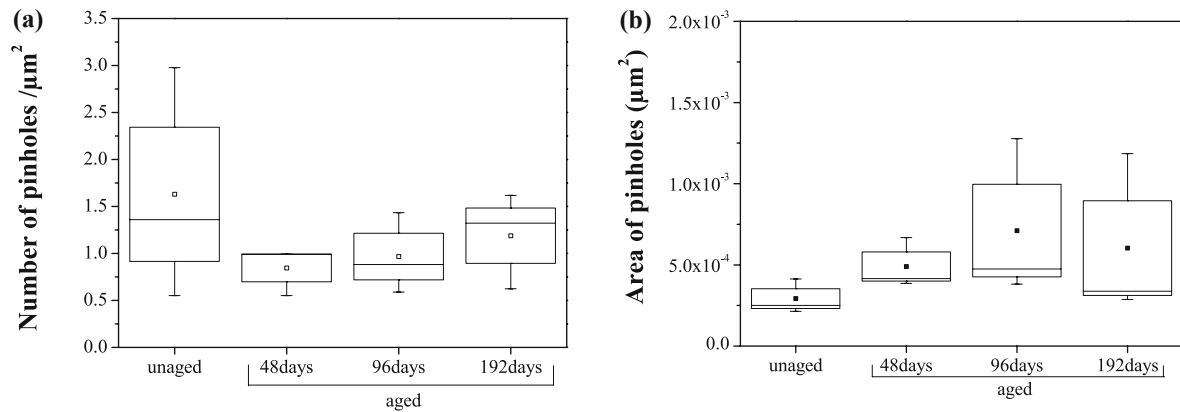 (a)
Number of pinholes /μm²
3.5
3.0
2.5
2.0
1.5
1.0
0.5
0.0
unaged 48days 96days 192days
aged
(b)
Area of pinholes (μm²)
2.0x10⁻³
1.5x10⁻³
1.0x10⁻³
5.0x10⁻⁴
0.0
unaged 48days 96days 192days
aged